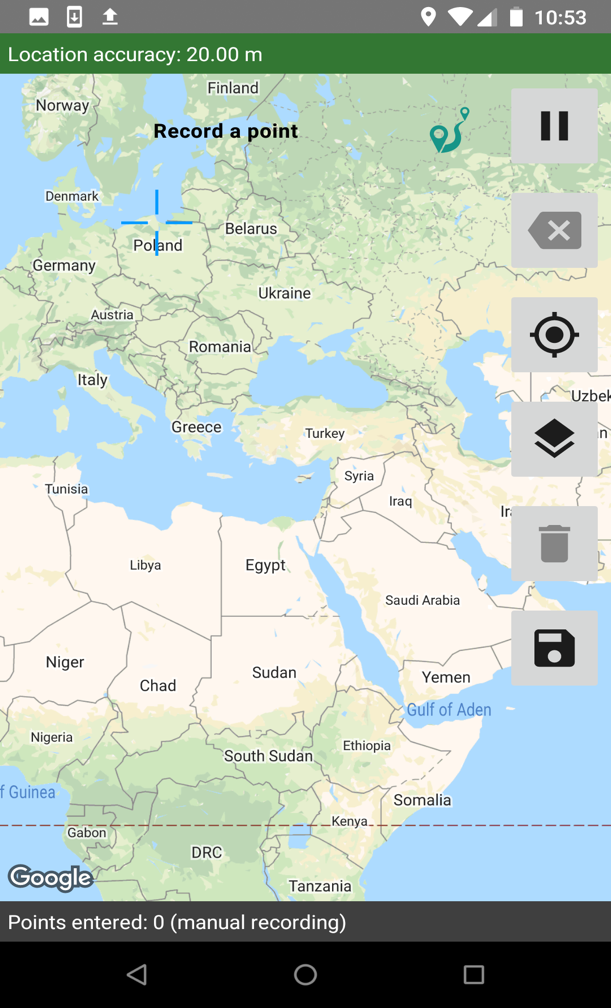 10:53
Location accuracy: 20.00 m
Finland
Norway
Record a point
Denmark
Belarus
Poland
Germany
Ukraine
Austria
Romania
Italy
Uzbek
Greece
Turkey
Syria
Tunisia
Iraq
Libya
Egypt
Saudi Arabia
Niger
Sudan
Yemen
Chad
Gulf of Aden
Nigeria
Ethiopia
South Sudan
f Guinea
Somalia
Kenya
Gabon
DRC
Google
Tanzania
Points entered: 0 (manual recording)